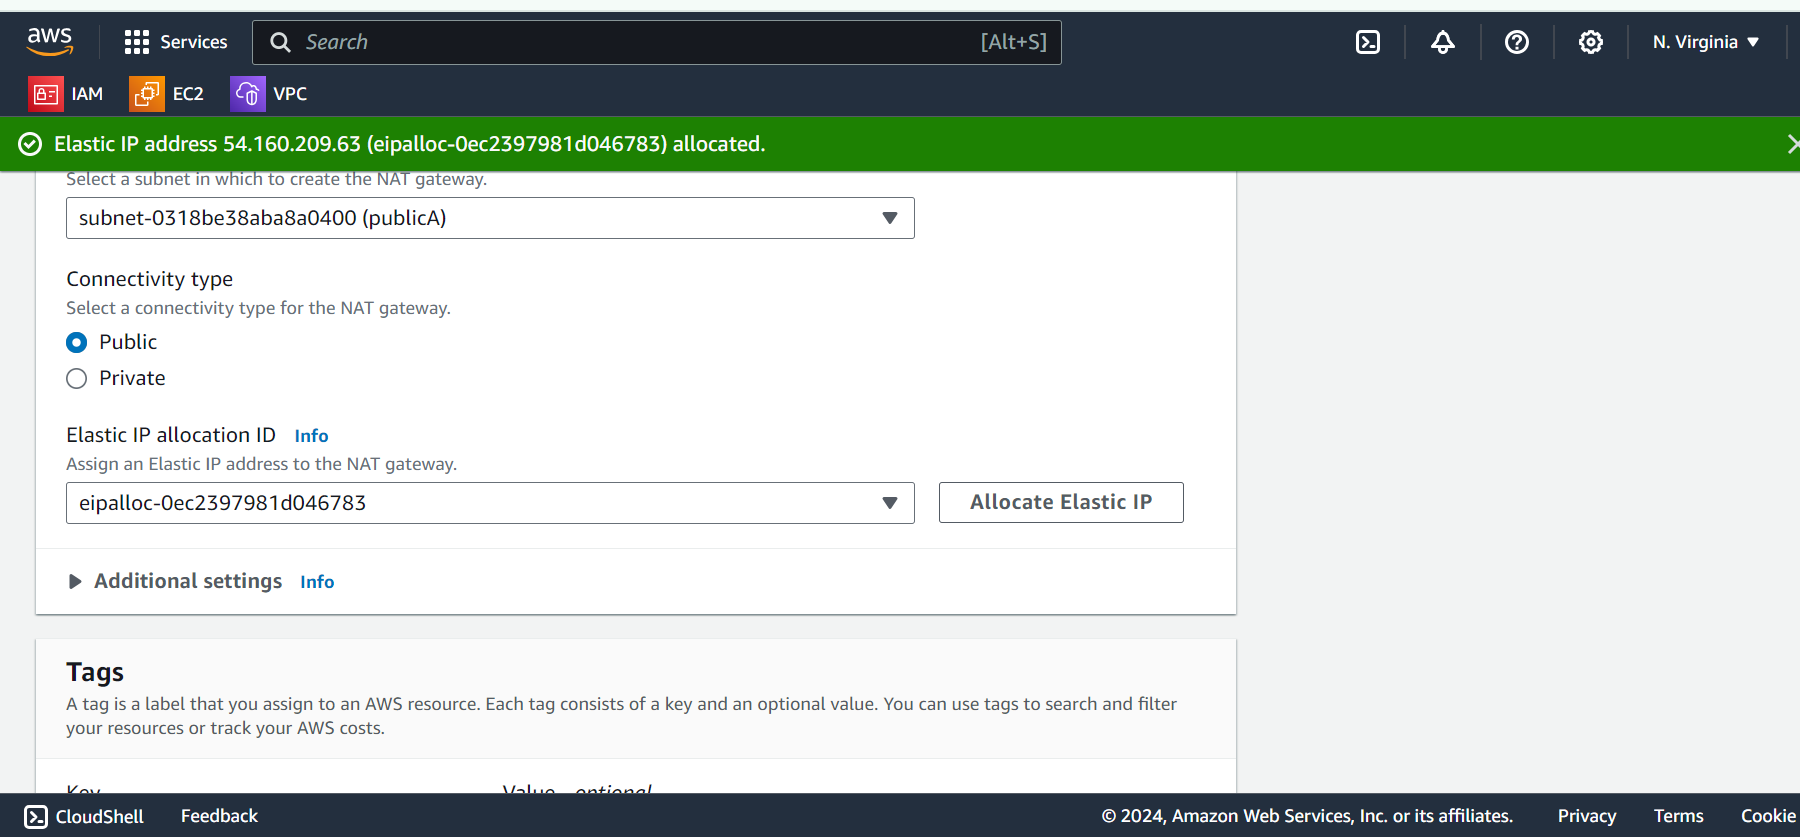 aws
Services
Search
[Alt+S]
N. Virginia
IAM
EC2
VPC
Elastic IP address 54.160.209.63 (eipalloc-0ec2397981d046783) allocated.
Select a subnet in which to create the NAT gateway.
subnet-0318be38aba8a0400 (publicA)
Connectivity type
Select a connectivity type for the NAT gateway.
Public
Private
Elastic IP allocation ID Info
Assign an Elastic IP address to the NAT gateway.
eipalloc-0ec2397981d046783
Allocate Elastic IP
Additional settings Info
Tags
A tag is a label that you assign to an AWS resource. Each tag consists of a key and an optional value. You can use tags to search and filter
your resources or track your AWS costs.
Key
Value - optional
CloudShell
Feedback
© 2024, Amazon Web Services, Inc. or its affiliates.
Privacy
Terms
Cookie